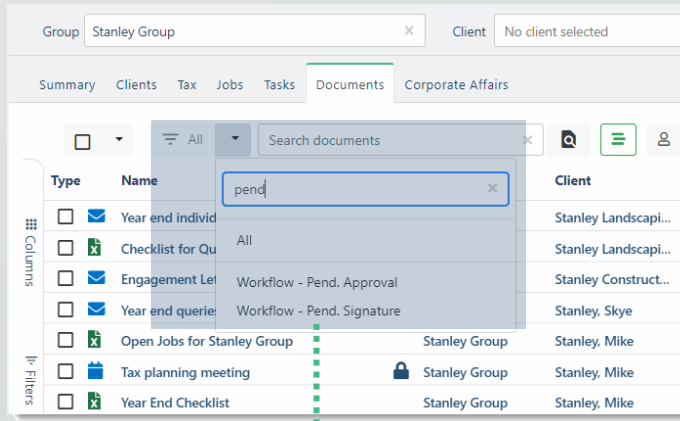 Group Stanley Group Client No client selected
Summary Clients Tax Jobs Tasks Documents Corporate Affairs
All Search documents
Type Name Client
pend
Year end individ Stanley Landscapi...
All
Checklist for Qu Stanley Landscapi...
Engagement Let Workflow - Pend. Approval Stanley Construct...
Year end queries Workflow - Pend. Signature Stanley, Skye
Open Jobs for Stanley Group Stanley Group Stanley, Mike
Tax planning meeting Stanley Group Stanley, Mike
Year End Checklist Stanley Group Stanley, Mike
Columns
Filters